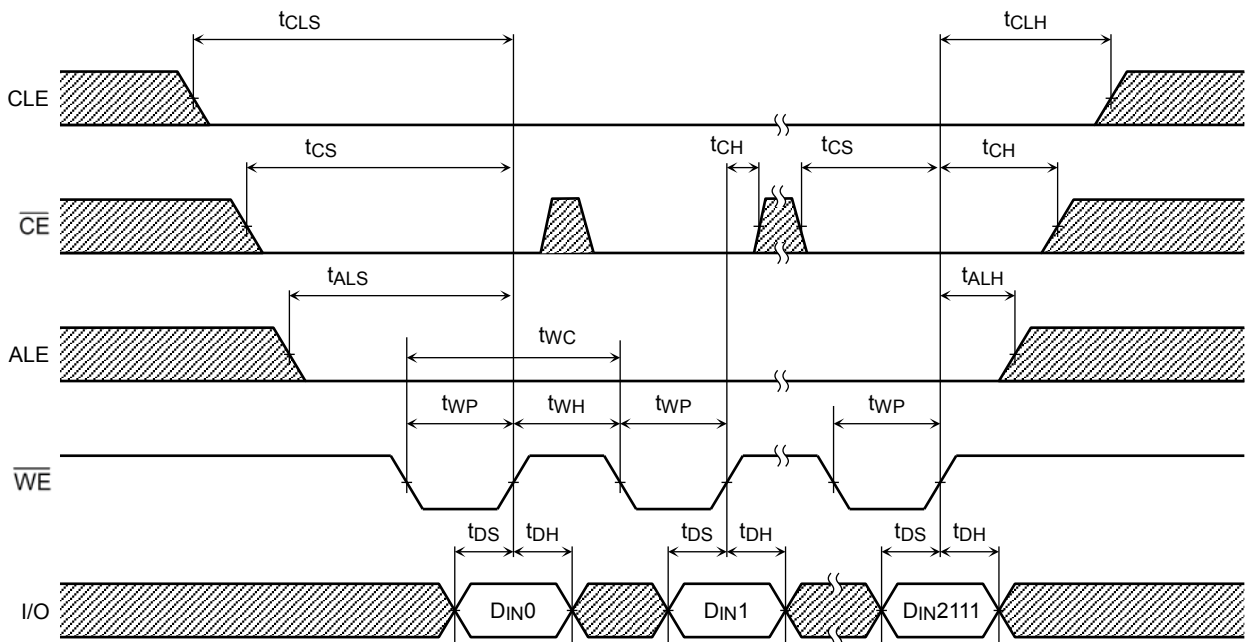 tCLS
tCLH
CLE
tCS
tCH
tCS
tCH
CE
tALS
tALH
ALE
tWC
tWP
tWH
tWP
tWP
WE
tDS
tDH
tDS
tDH
tDS
tDH
I/O
DIN0
DIN1
DIN2111